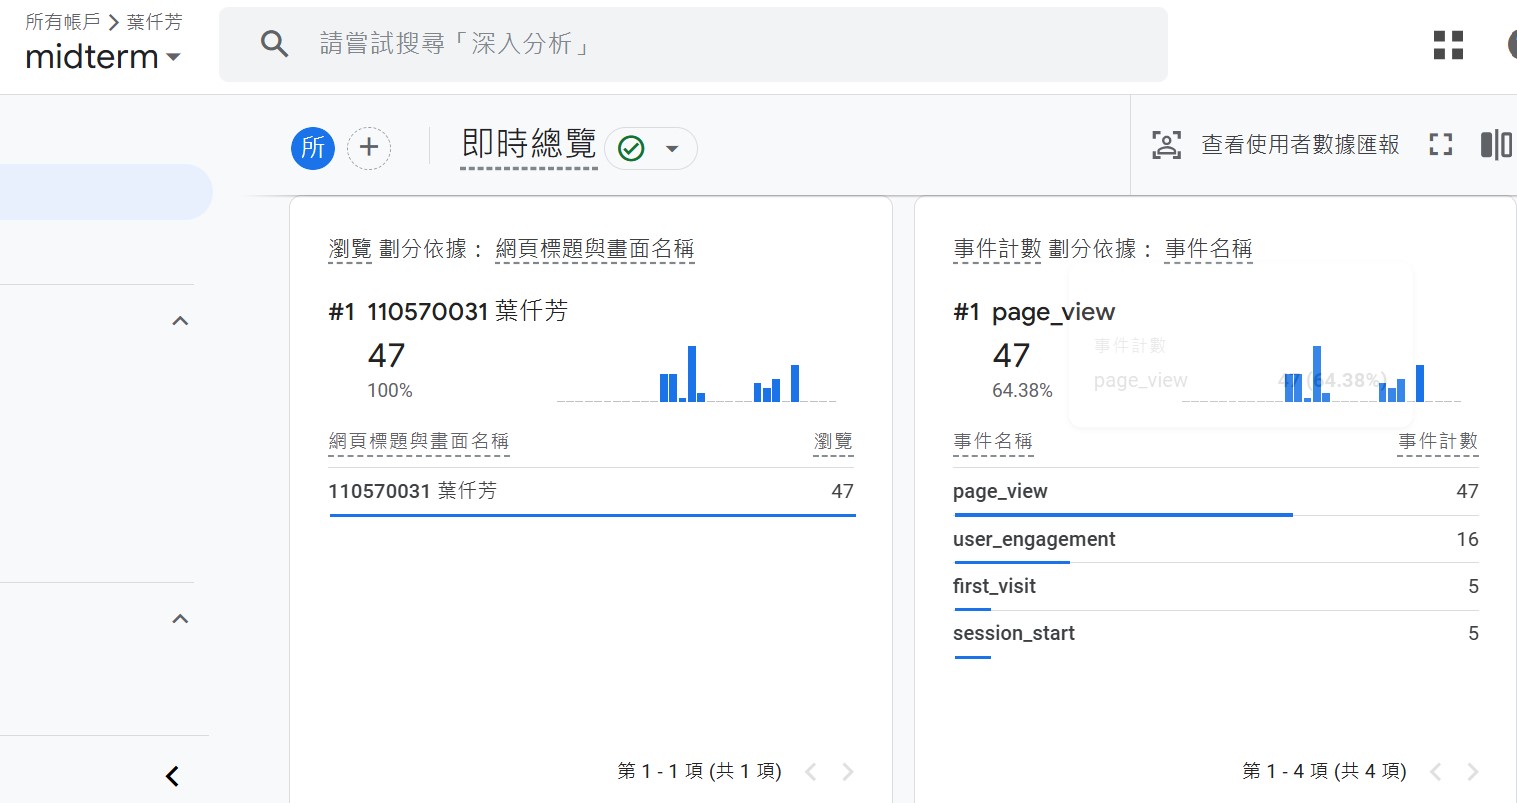 所有帳戶 > 葉仟芳
midterm
請嘗試搜尋「深入分析」
所
+
即時總覽
查看使用者數據匯報
瀏覽 劃分依據： 網頁標題與畫面名稱
#1 110570031 葉仟芳
47
100%
網頁標題與畫面名稱 瀏覽
110570031 葉仟芳 47
第 1 - 1 項 (共 1 項)
事件計數 劃分依據： 事件名稱
#1 page_view
47
64.38%
事件計數
page_view 47 (64.38%)
事件名稱 事件計數
page_view 47
user_engagement 16
first_visit 5
session_start 5
第 1 - 4 項 (共 4 項)